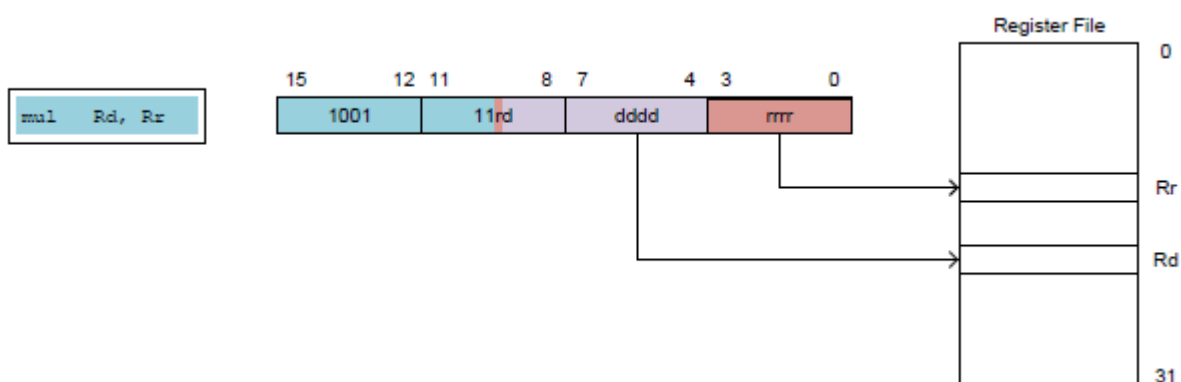 Register File
0
15 12 11 8 7 4 3 0
mul Rd, Rr
1001 11rd dddd rrrr
Rr
Rd
31